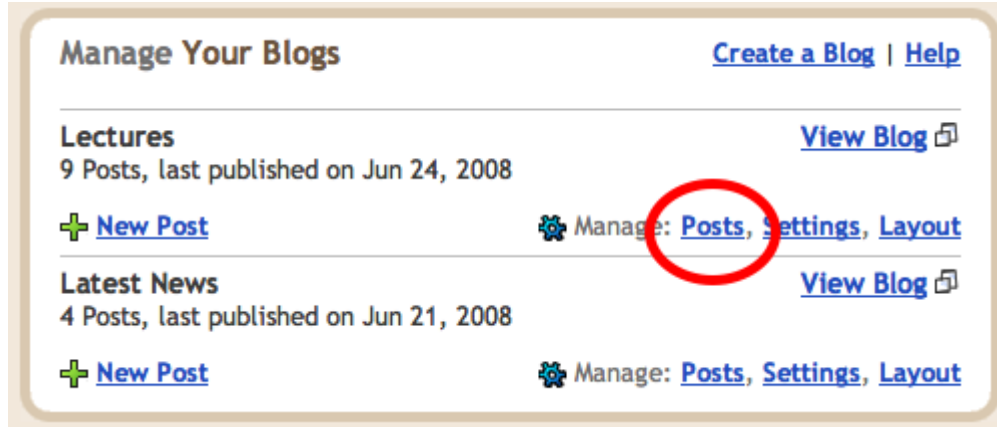 Manage Your Blogs
Create a Blog | Help
Lectures
View Blog
9 Posts, last published on Jun 24, 2008
New Post
Manage: Posts, Settings, Layout
Latest News
View Blog
4 Posts, last published on Jun 21, 2008
New Post
Manage: Posts, Settings, Layout